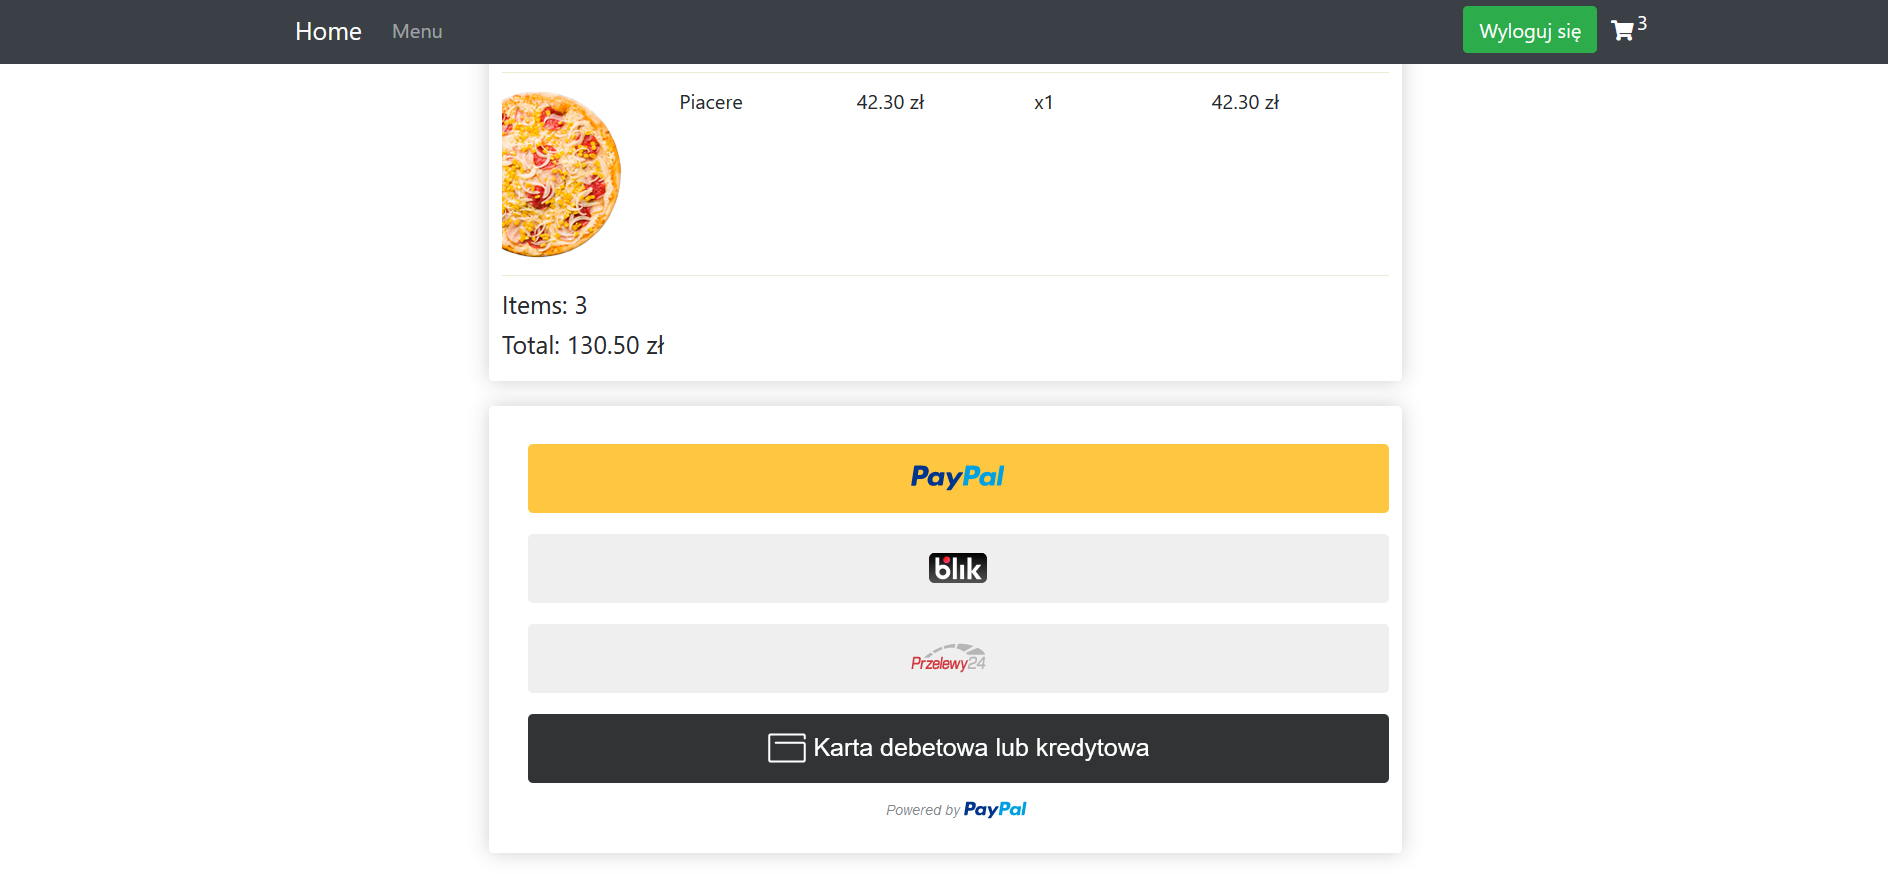 Home Menu Wyloguj się 3
Piacere 42.30 zł x1 42.30 zł
Items: 3
Total: 130.50 zł
PayPal
blik
Przelewy24
Karta debetowa lub kredytowa
Powered by PayPal